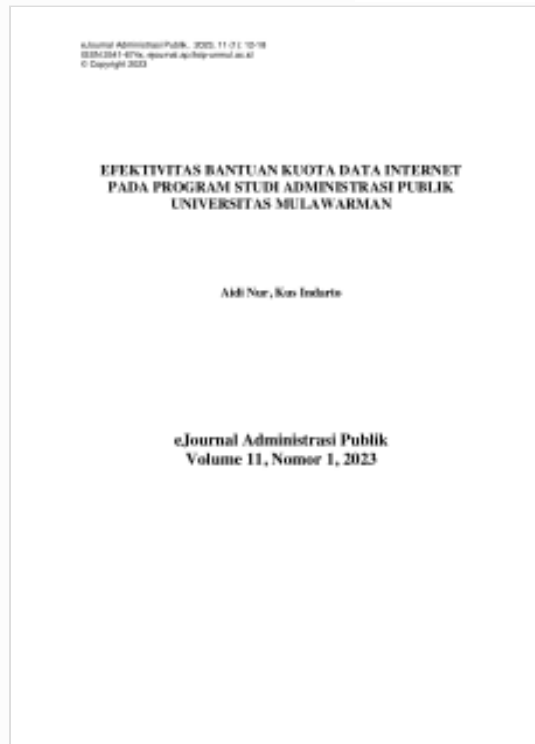 eJournal Administrasi Publik, 2023, 11 (1): 12-18
© Copyright 2023
EFEKTIVITAS BANTUAN KUOTA DATA INTERNET
PADA PROGRAM STUDI ADMINISTRASI PUBLIK
UNIVERSITAS MULAWARMAN
Aidi Nur, Kus Indarto
eJournal Administrasi Publik
Volume 11, Nomor 1, 2023